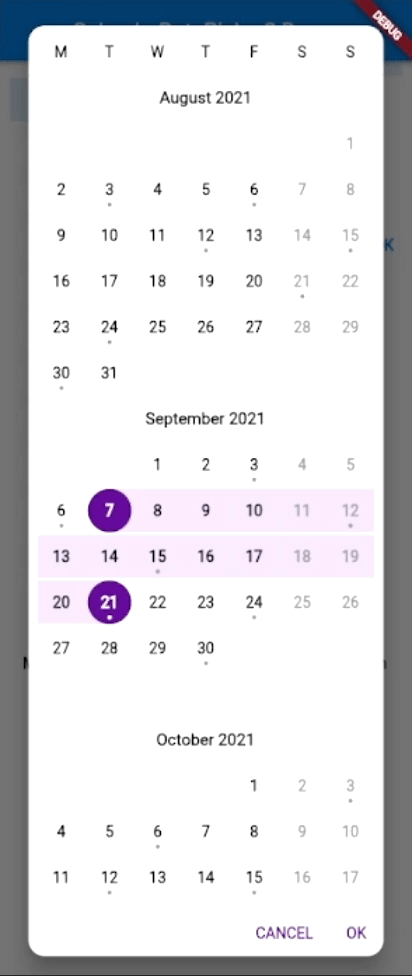 DEBUG
M T W T F S S
August 2021
1
2 3 4 5 6 7 8
9 10 11 12 13 14 15
K
16 17 18 19 20 21 22
23 24 25 26 27 28 29
30 31
September 2021
1 2 3 4 5
6 7 8 9 10 11 12
13 14 15 16 17 18 19
20 21 22 23 24 25 26
27 28 29 30
October 2021
1 2 3
4 5 6 7 8 9 10
11 12 13 14 15 16 17
CANCEL OK